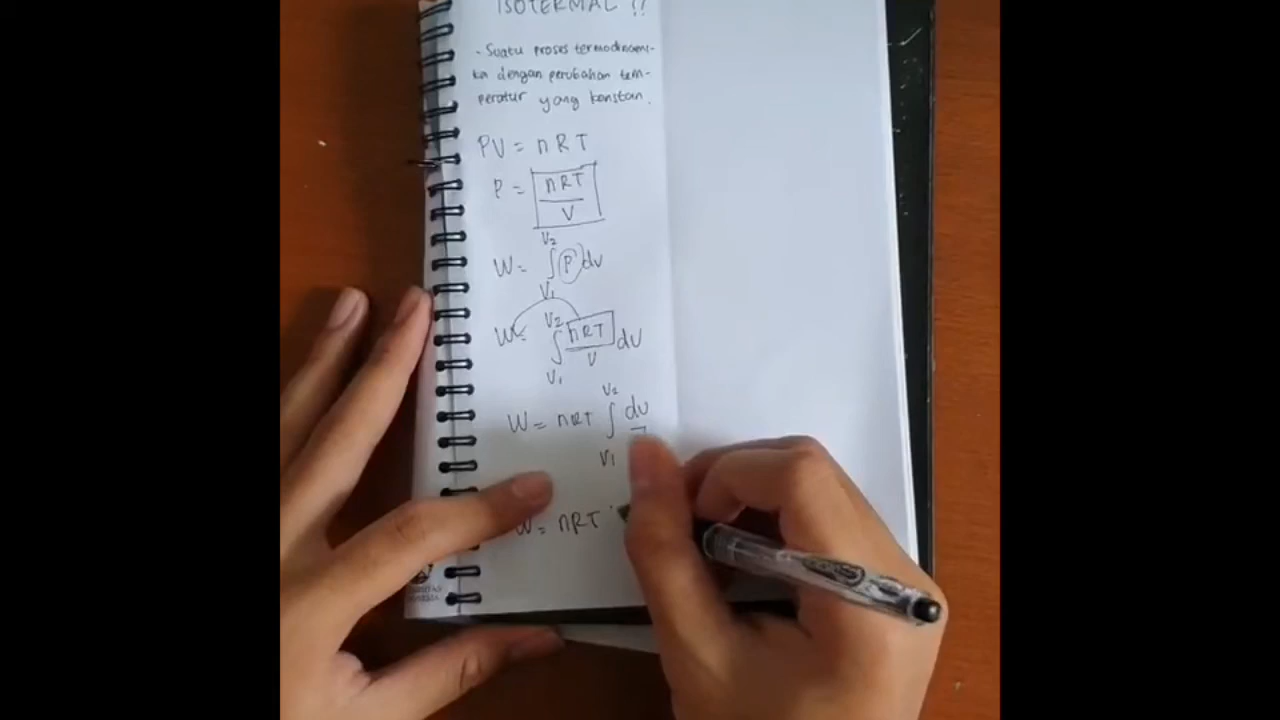 ISOTERMAL ??
- Suatu proses termodinami-
ka dengan perubahan tem-
peratur yang konstan.
PV = nRT
P = nRT/V
W = ∫ P dv
V2
V1
W = ∫ nRT/V dv
V2
V1
W = nRT ∫ dv
V2
V1
W = nRT